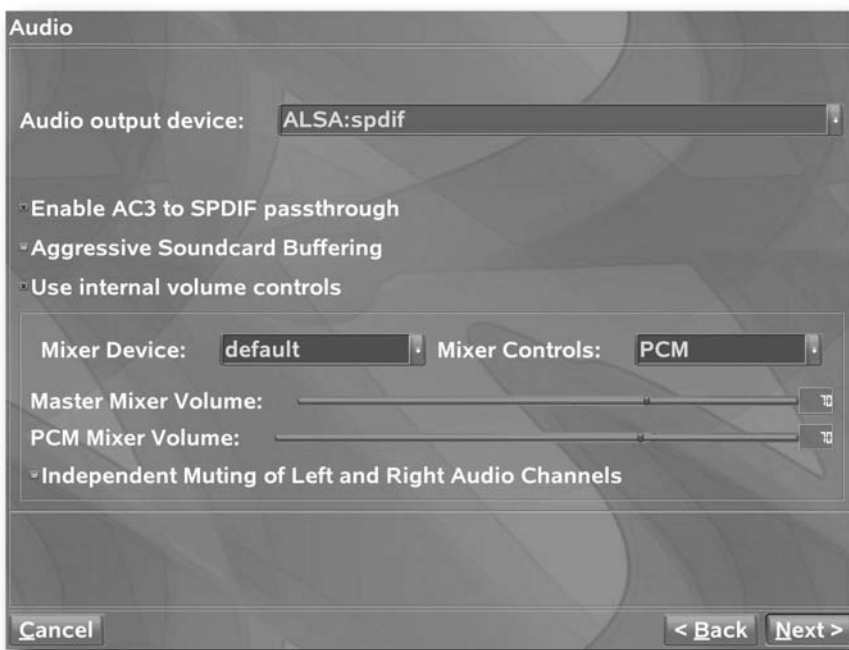 Audio
Audio output device: ALSA:spdif
Enable AC3 to SPDIF passthrough
Aggressive Soundcard Buffering
Use internal volume controls
Mixer Device: default Mixer Controls: PCM
Master Mixer Volume: 70
PCM Mixer Volume: 70
Independent Muting of Left and Right Audio Channels
Cancel < Back Next >